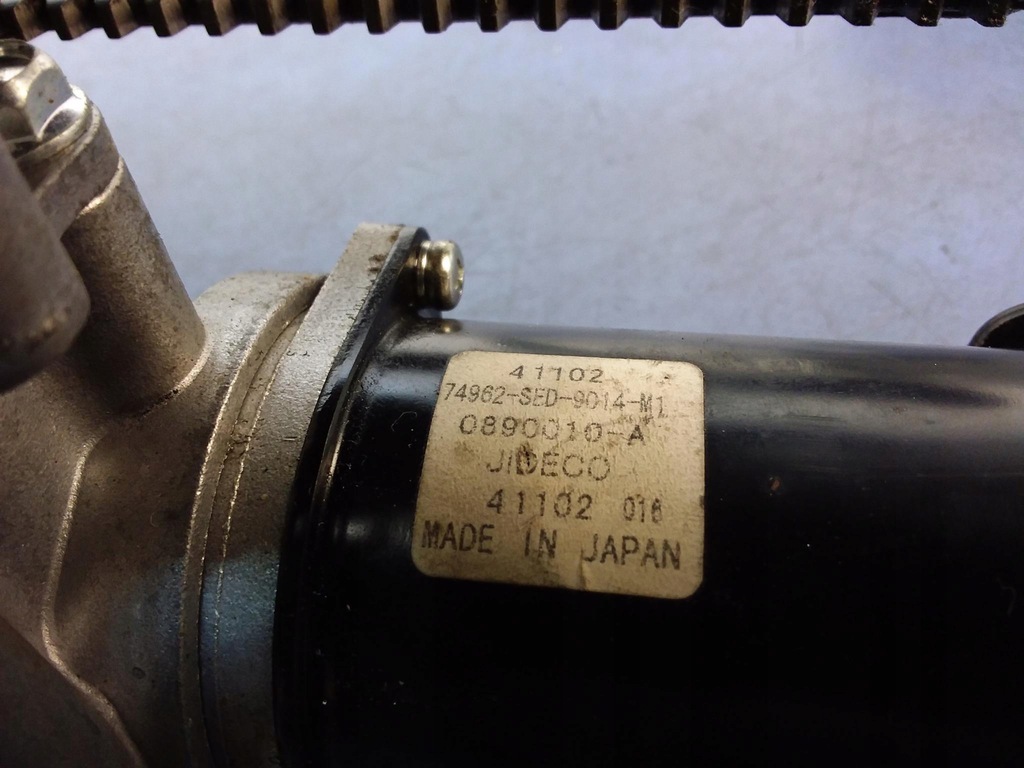 41102
74962-SED-9014-M1
0890010-A
JIDECO
41102 016
MADE IN JAPAN